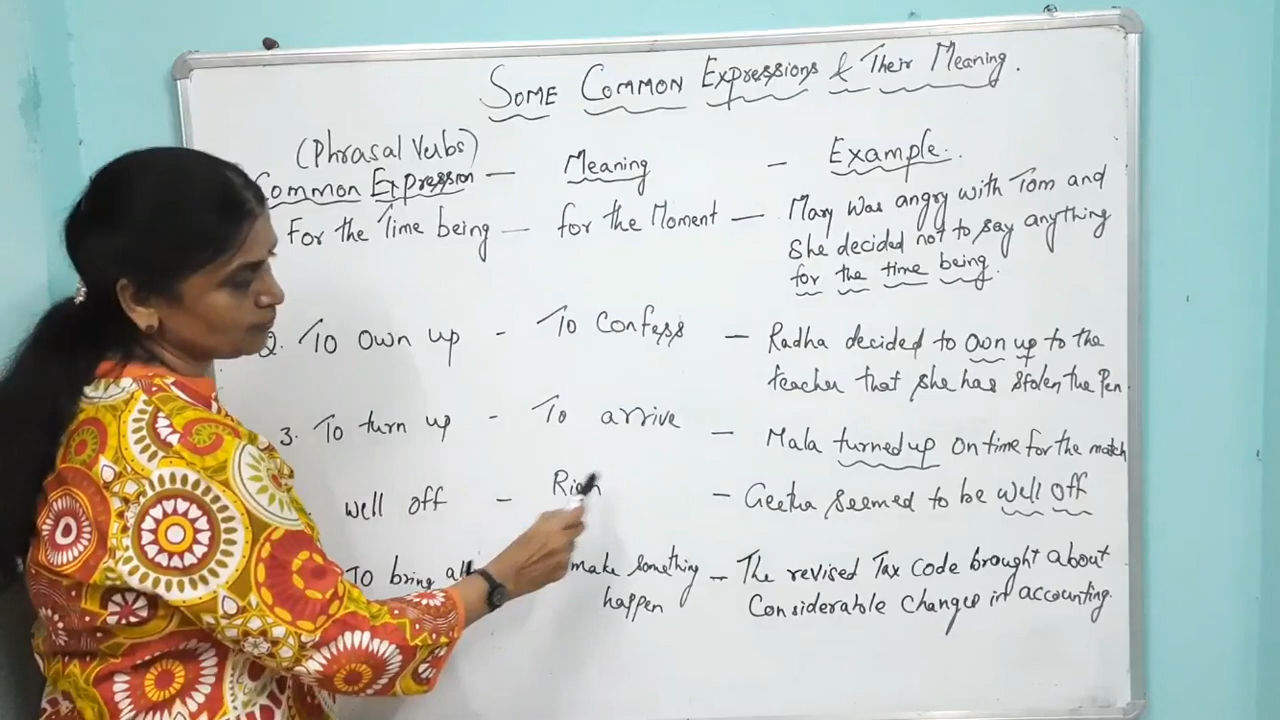 SOME COMMON Expressions & Their Meaning.
(Phrasal Verbs)
Common Expression — Meaning — Example.
For the Time being — for the Moment — Mary was angry with Tom and
she decided not to say anything
for the time being.
2. To own up - To Confess — Radha decided to own up to the
teacher that she has stolen the Pen
3. To turn up - To arrive — Mala turned up on time for the match
well off - Rich — Geetha seemed to be well off
To bring make something — The revised Tax code brought about
happen Considerable changes in accounting.